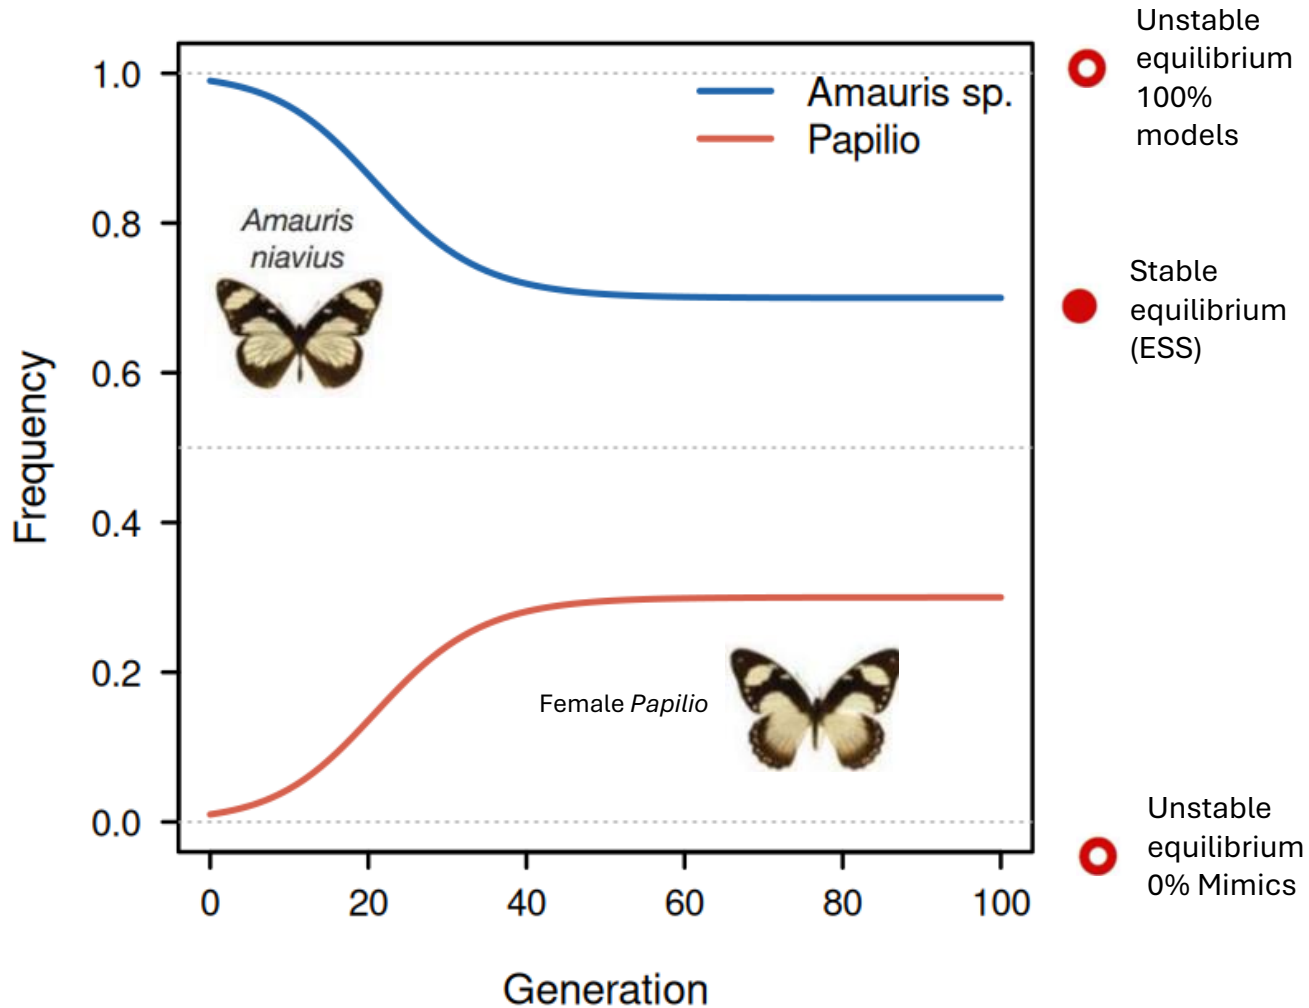 Unstable
equilibrium
100%
models
1.0
Amauris sp.
Papilio
Amauris
niavius
0.8
Stable
equilibrium
(ESS)
0.6
Frequency
0.4
0.2
Female Papilio
Unstable
equilibrium
0% Mimics
0.0
0 20 40 60 80 100
Generation